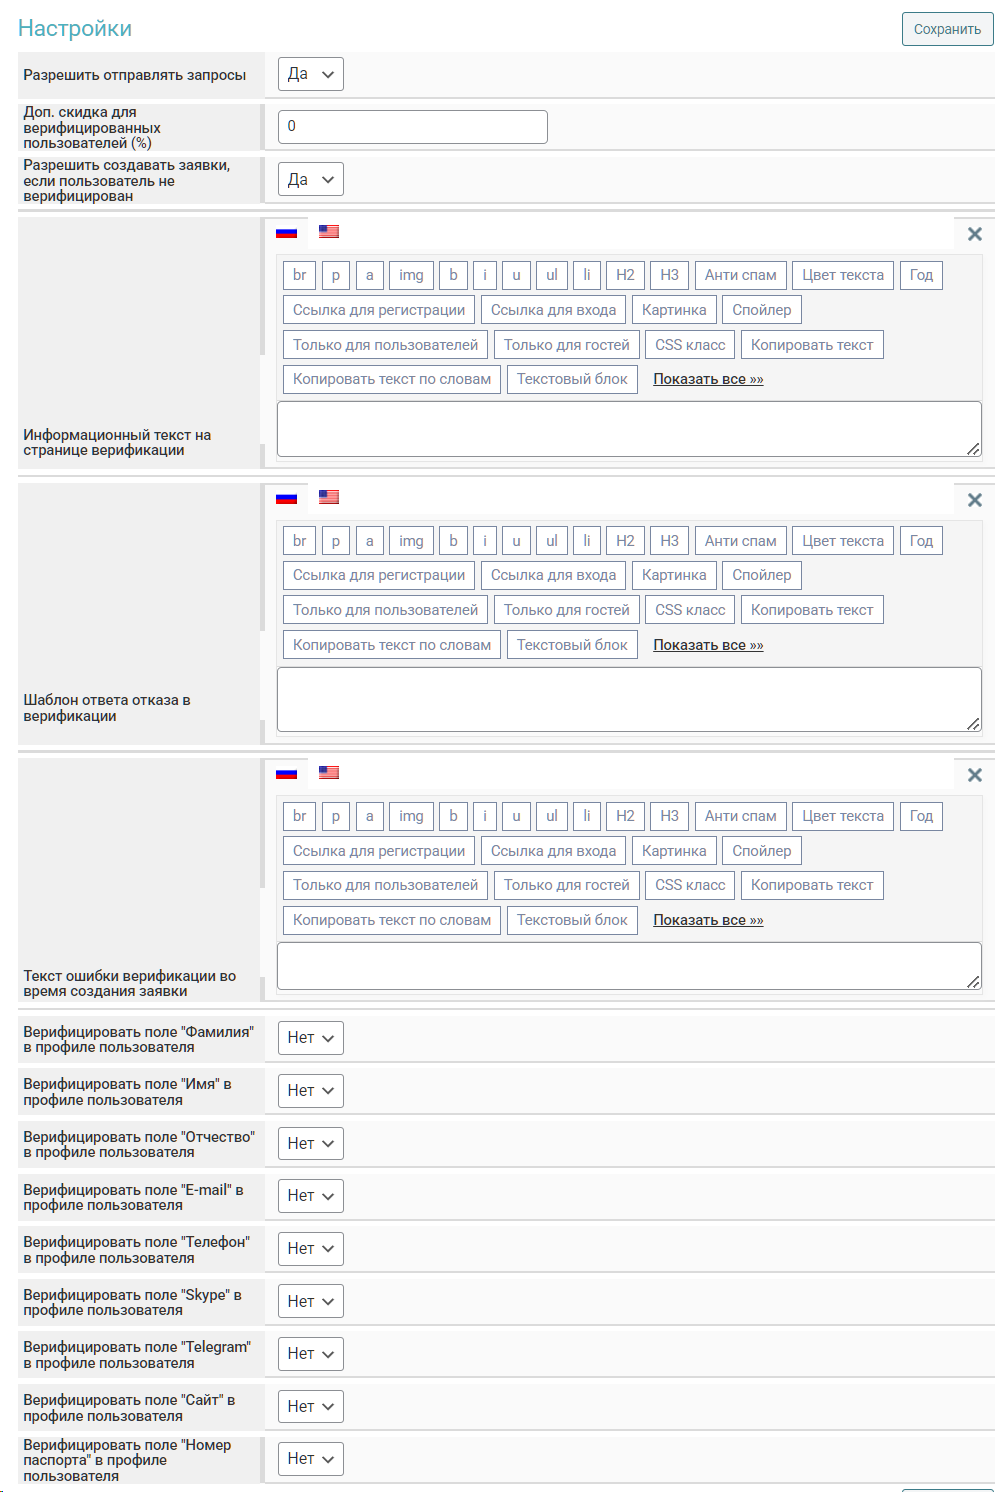 Настройки
Сохранить
Разрешить отправлять запросы
Да
Доп. скидка для
верифицированных
пользователей (%)
0
Разрешить создавать заявки,
если пользователь не
верифицирован
Да
br p a img b i u ul li H2 H3 Анти спам Цвет текста Год
Ссылка для регистрации Ссылка для входа Картинка Спойлер
Только для пользователей Только для гостей CSS класс Копировать текст
Копировать текст по словам Текстовый блок Показать все »»
Информационный текст на
странице верификации
br p a img b i u ul li H2 H3 Анти спам Цвет текста Год
Ссылка для регистрации Ссылка для входа Картинка Спойлер
Только для пользователей Только для гостей CSS класс Копировать текст
Копировать текст по словам Текстовый блок Показать все »»
Шаблон ответа отказа в
верификации
br p a img b i u ul li H2 H3 Анти спам Цвет текста Год
Ссылка для регистрации Ссылка для входа Картинка Спойлер
Только для пользователей Только для гостей CSS класс Копировать текст
Копировать текст по словам Текстовый блок Показать все »»
Текст ошибки верификации во
время создания заявки
Верифицировать поле "Фамилия"
в профиле пользователя
Нет
Верифицировать поле "Имя" в
профиле пользователя
Нет
Верифицировать поле "Отчество"
в профиле пользователя
Нет
Верифицировать поле "E-mail" в
профиле пользователя
Нет
Верифицировать поле "Телефон"
в профиле пользователя
Нет
Верифицировать поле "Skype" в
профиле пользователя
Нет
Верифицировать поле "Telegram"
в профиле пользователя
Нет
Верифицировать поле "Сайт" в
профиле пользователя
Нет
Верифицировать поле "Номер
паспорта" в профиле
пользователя
Нет